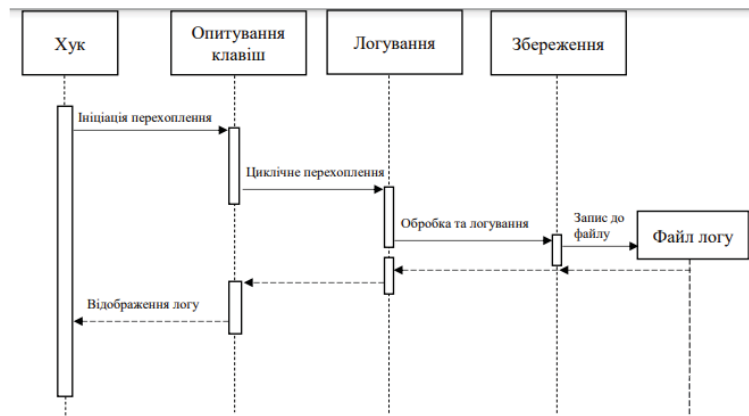 Хук
Опитування
клавіш
Логування
Збереження
Ініціація перехоплення
Циклічне перехоплення
Обробка та логування
Запис до
файлу
Файл логу
Відображення логу